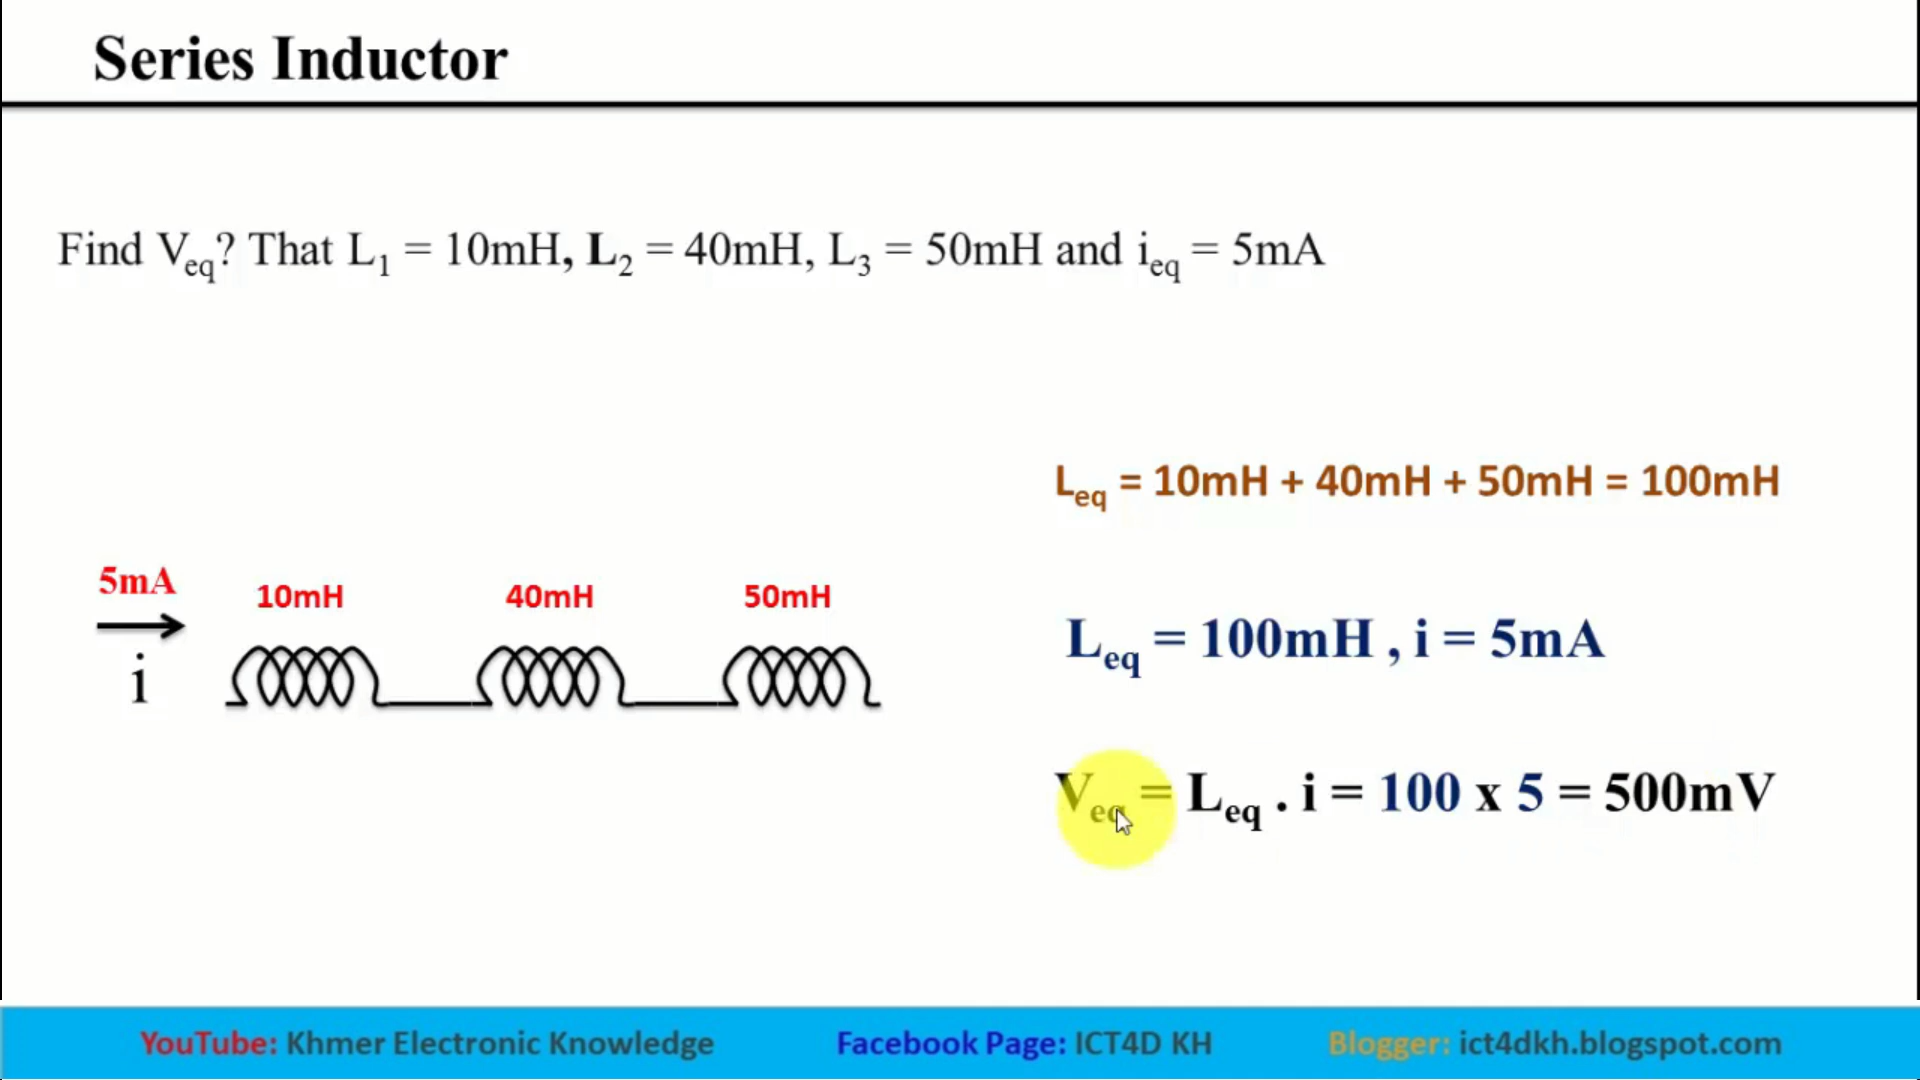 Series Inductor
Find Veq? That L1 = 10mH, L2 = 40mH, L3 = 50mH and ieq = 5mA
Leq = 10mH + 40mH + 50mH = 100mH
5mA
10mH
40mH
50mH
i
Leq = 100mH , i = 5mA
Veq = Leq . i = 100 x 5 = 500mV
YouTube: Khmer Electronic Knowledge
Facebook Page: ICT4D KH
Blogger: ict4dkh.blogspot.com